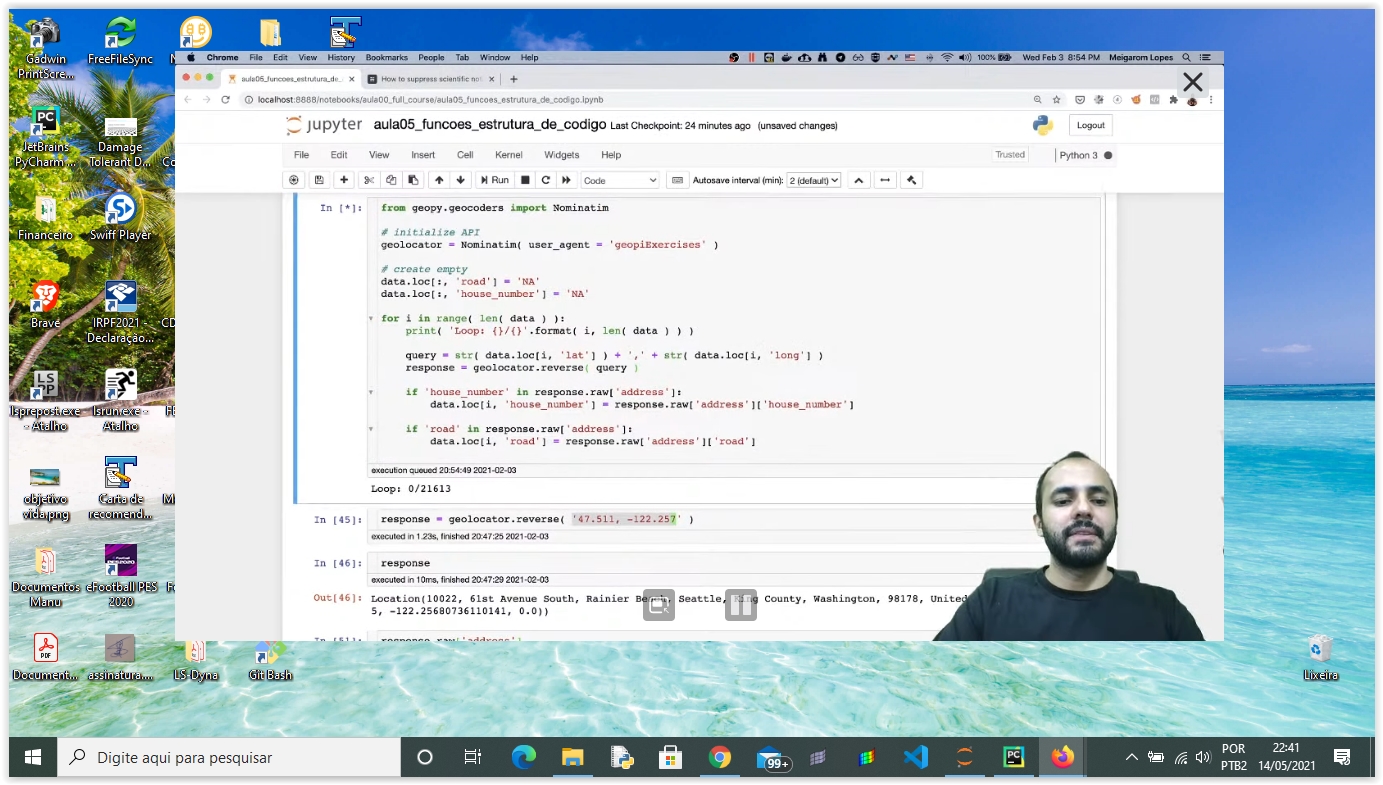 Gadwin
PrintScre...
FreeFileSync
Chrome File Edit View History Bookmarks People Tab Window Help
100%
Wed Feb 3 8:54 PM Meigarom Lopes
aula05_funcoes_estrutura_de_
How to suppress scientific not
localhost:8888/notebooks/aula00_full_course/aula05_funcoes_estrutura_de_codigo.ipynb
jupyter aula05_funcoes_estrutura_de_codigo Last Checkpoint: 24 minutes ago (unsaved changes)
Logout
File Edit View Insert Cell Kernel Widgets Help
Trusted
Python 3
Run
Code
Autosave interval (min): 2 (default)
In [*]:
from geopy.geocoders import Nominatim
# initialize API
geolocator = Nominatim( user_agent = 'geopiExercises' )
# create empty
data.loc[:, 'road'] = 'NA'
data.loc[:, 'house_number'] = 'NA'
for i in range( len( data ) ):
print( 'Loop: {}/{}'.format( i, len( data ) ) )
query = str( data.loc[i, 'lat'] ) + ',' + str( data.loc[i, 'long'] )
response = geolocator.reverse( query )
if 'house_number' in response.raw['address']:
data.loc[i, 'house_number'] = response.raw['address']['house_number']
if 'road' in response.raw['address']:
data.loc[i, 'road'] = response.raw['address']['road']
execution queued 20:54:49 2021-02-03
Loop: 0/21613
In [45]:
response = geolocator.reverse( '47.511, -122.257' )
executed in 1.23s, finished 20:47:25 2021-02-03
In [46]:
response
executed in 10ms, finished 20:47:29 2021-02-03
Out[46]:
Location(10022, 61st Avenue South, Rainier Beach, Seattle, King County, Washington, 98178, United
5, -122.25680736110141, 0.0))
In [51]:
response.raw['address']
JetBrains
PyCharm ...
Damage
Tolerant D...
Co
Financeiro
Swiff Player
Brave
IRPF2021 -
Declaração...
CD
LS
PP
lsprepost.exe
- Atalho
lsrun.exe -
Atalho
objetivo
vida.png
Carta de
recomend...
M
Documentos
Manu
eFootball PES
2020
PES2020
PDF
Document...
assinatura....
LS-Dyna
Git Bash
Lixeira
Digite aqui para pesquisar
99+
POR
PTB2
22:41
14/05/2021